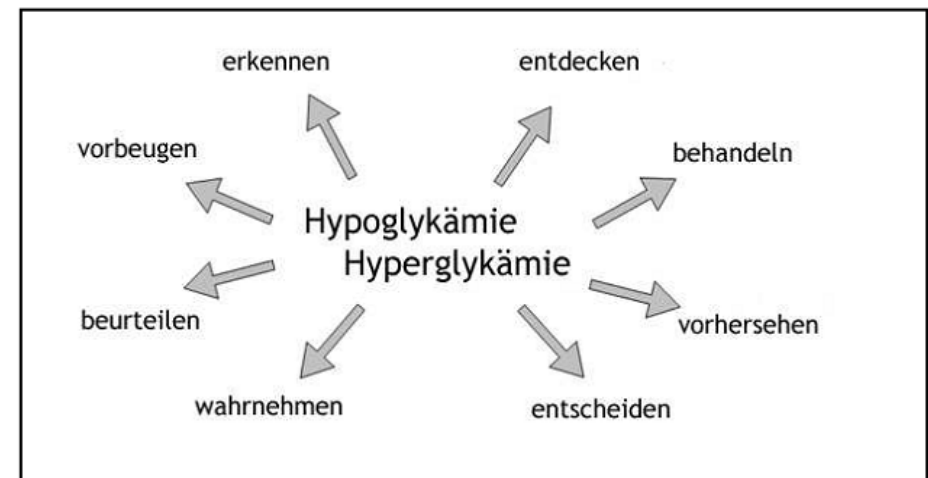 erkennen
entdecken
vorbeugen
behandeln
Hypoglykämie
Hyperglykämie
beurteilen
vorhersehen
wahrnehmen
entscheiden